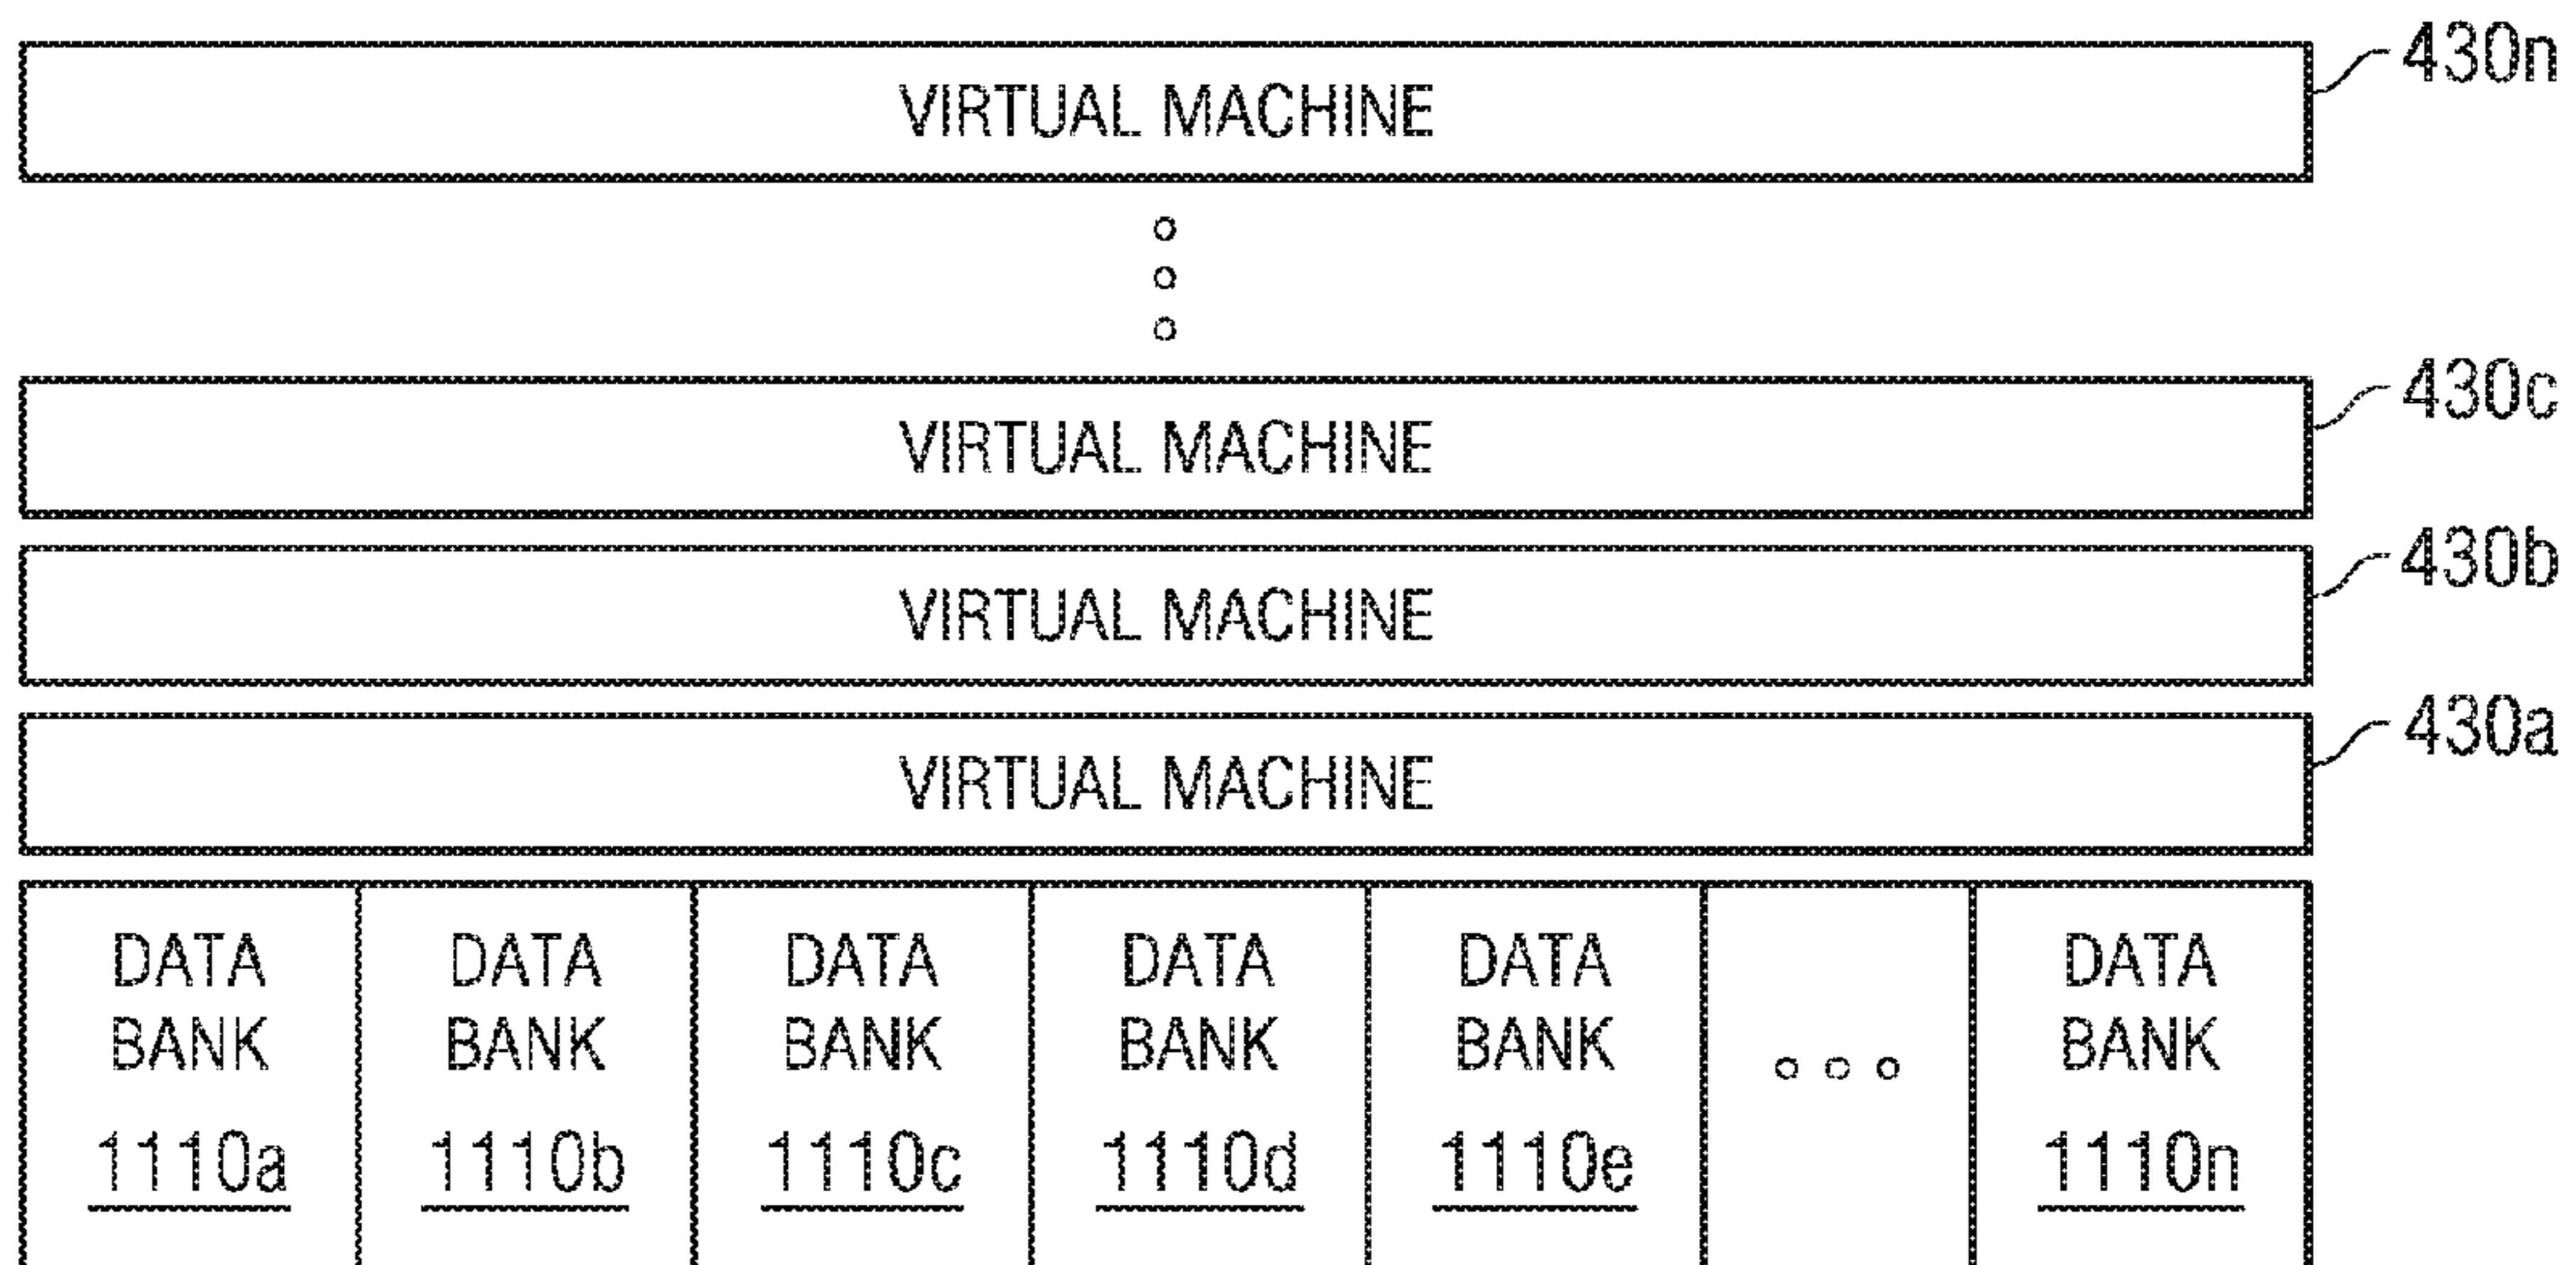 VIRTUAL MACHINE 430n
VIRTUAL MACHINE 430c
VIRTUAL MACHINE 430b
VIRTUAL MACHINE 430a
DATA DATA DATA DATA DATA DATA
BANK BANK BANK BANK BANK BANK
1110a 1110b 1110c 1110d 1110e 1110n